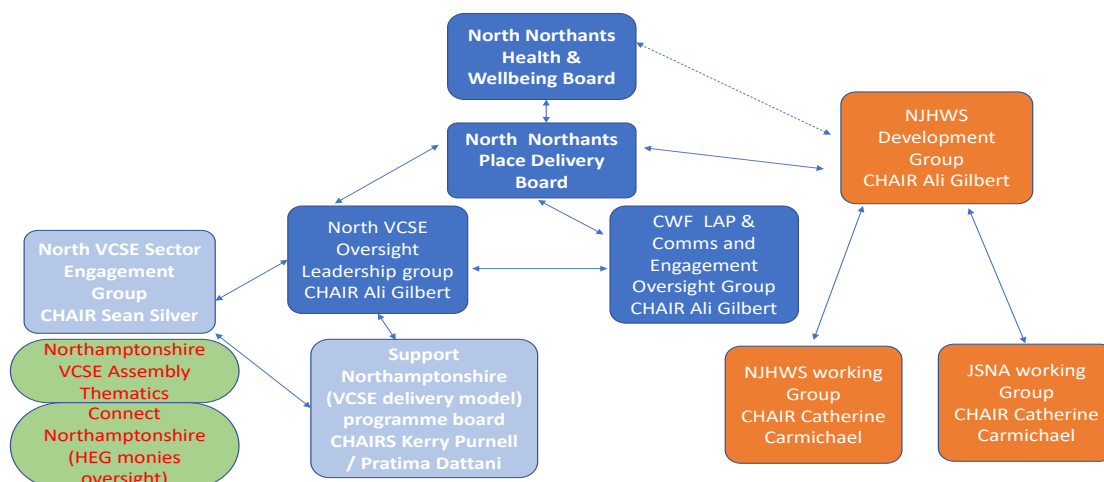 North Northants
Health &
Wellbeing Board
North Northants
Place Delivery
Board
NJHWS
Development
Group
CHAIR Ali Gilbert
North VCSE
Oversight
Leadership group
CHAIR Ali Gilbert
CWF LAP &
Comms and
Engagement
Oversight Group
CHAIR Ali Gilbert
North VCSE Sector
Engagement
Group
CHAIR Sean Silver
Northamptonshire
VCSE Assembly
Thematics
Connect
Northamptonshire
(HEG monies
oversight)
Support
Northamptonshire
(VCSE delivery model)
programme board
CHAIRS Kerry Purnell
/ Pratima Dattani
NJHWS working
Group
CHAIR Catherine
Carmichael
JSNA working
Group
CHAIR Catherine
Carmichael